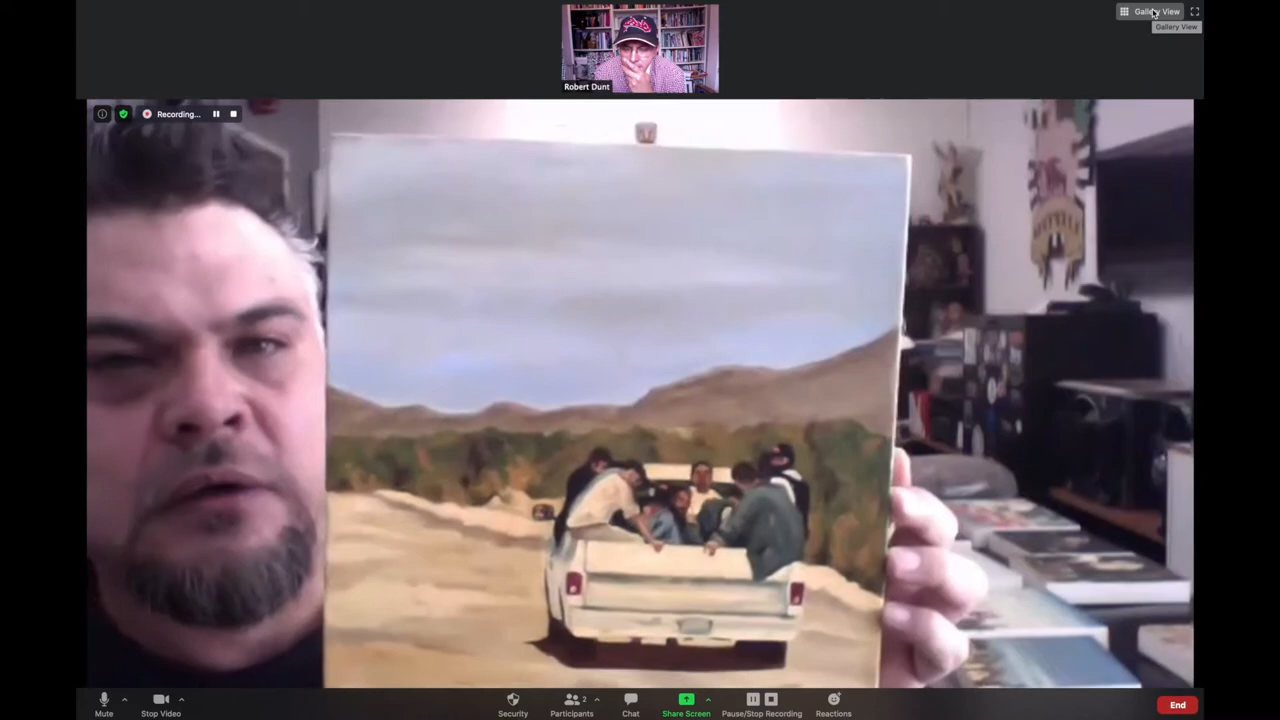 Gallery View
Gallery View
Robert Dunt
Recording...
Mute
Stop Video
Security
Participants
2
Chat
Share Screen
Pause/Stop Recording
Reactions
End